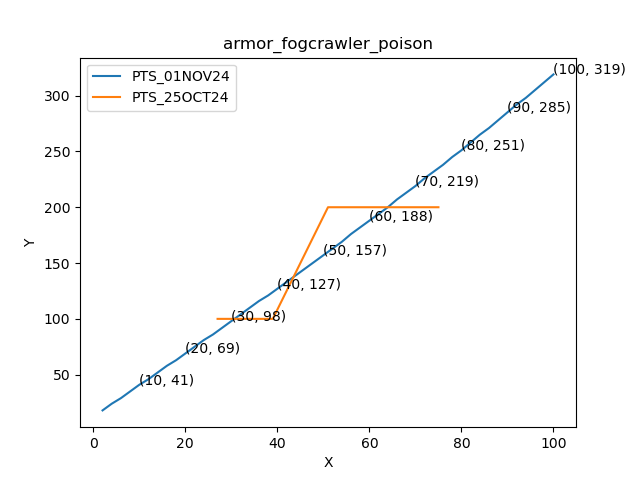 armor_fogcrawler_poison
PTS_01NOV24
PTS_25OCT24
(100, 319)
(90, 285)
(80, 251)
(70, 219)
(60, 188)
(50, 157)
(40, 127)
(30, 98)
(20, 69)
(10, 41)
300
250
200
150
100
50
Y
0 20 40 60 80 100
X